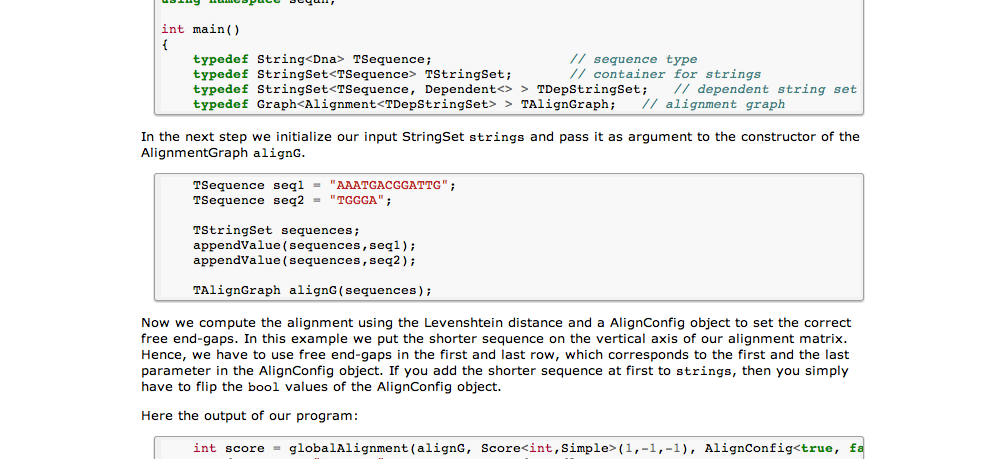 using namespace seqan;
int main()
{
typedef String<Dna> TSequence; // sequence type
typedef StringSet<TSequence> TStringSet; // container for strings
typedef StringSet<TSequence, Dependent<> > TDepStringSet; // dependent string set
typedef Graph<Alignment<TDepStringSet> > TAlignGraph; // alignment graph
In the next step we initialize our input StringSet strings and pass it as argument to the constructor of the
AlignmentGraph alignG.
TSequence seq1 = "AAATGACGGATTG";
TSequence seq2 = "TGGGA";
TStringSet sequences;
appendValue(sequences,seq1);
appendValue(sequences,seq2);
TAlignGraph alignG(sequences);
Now we compute the alignment using the Levenshtein distance and a AlignConfig object to set the correct
free end-gaps. In this example we put the shorter sequence on the vertical axis of our alignment matrix.
Hence, we have to use free end-gaps in the first and last row, which corresponds to the first and the last
parameter in the AlignConfig object. If you add the shorter sequence at first to strings, then you simply
have to flip the bool values of the AlignConfig object.
Here the output of our program:
int score = globalAlignment(alignG, Score<int,Simple>(1,-1,-1), AlignConfig<true, fa